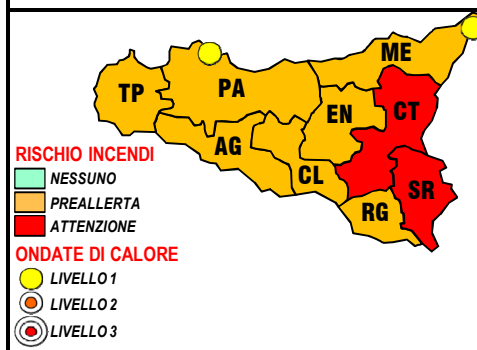 ME
TP
PA
EN
CT
AG
CL
SR
RG
RISCHIO INCENDI
NESSUNO
PREALLERTA
ATTENZIONE
ONDATE DI CALORE
LIVELLO 1
LIVELLO 2
LIVELLO 3